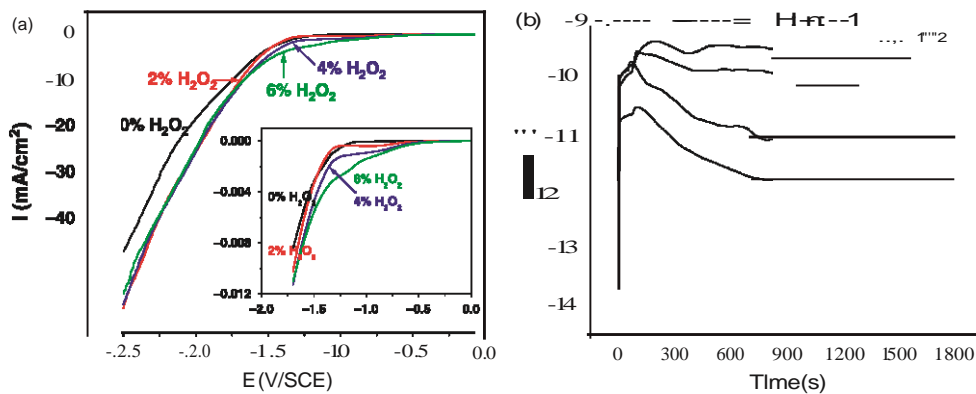 (a)
0
-10
-20
-30
-40
I (mA/cm²)
2% H₂O₂
0% H₂O₂
4% H₂O₂
6% H₂O₂
0.000
-0.004
-0.008
-0.012
0% H₂O₂
2% H₂O₂
6% H₂O₂
4% H₂O₂
-2.0 -1.5 -1.0 -0.5 0.0
-.2.5 -2.0 -1.5 -10 -0.5 0.0
E (V/SCE)
(b)
-9
-10
-11
12
-13
-14
0 300 600 900 1200 I500 1800
TIme(s)